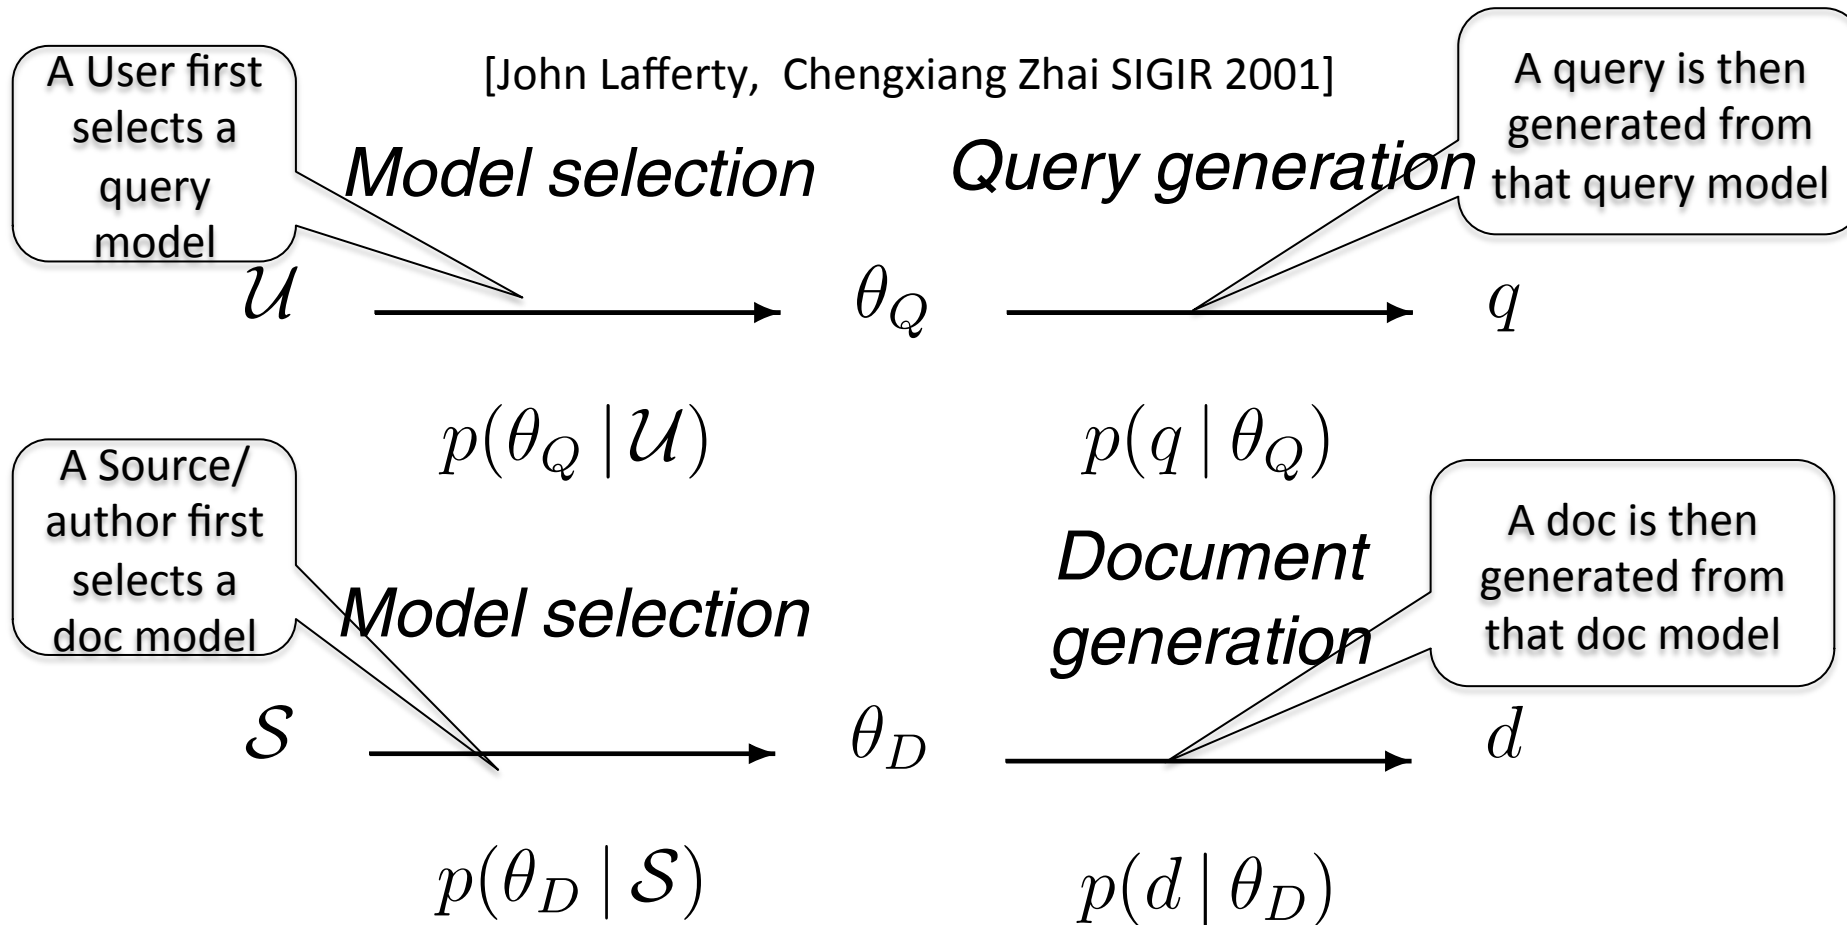 [John Lafferty, Chengxiang Zhai SIGIR 2001]
A User first
selects a
query
model
Model selection
Query generation
A query is then
generated from
that query model
𝒰
θ_Q
q
p(θ_Q | 𝒰)
p(q | θ_Q)
A Source/
author first
selects a
doc model
Model selection
Document
generation
A doc is then
generated from
that doc model
𝒮
θ_D
d
p(θ_D | 𝒮)
p(d | θ_D)